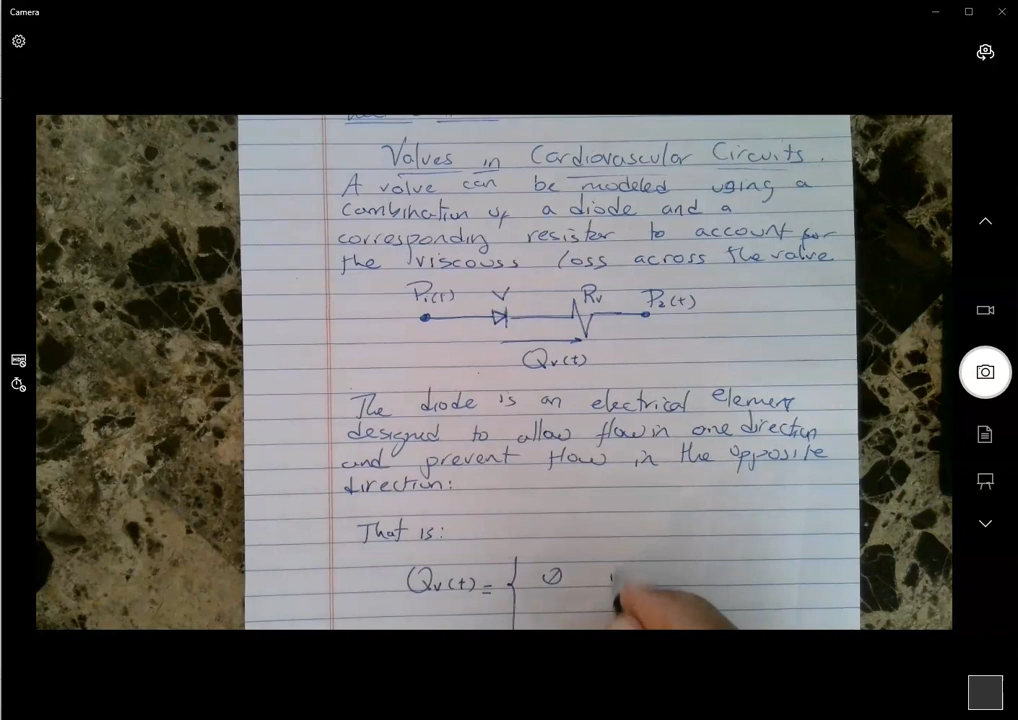 Camera
Valves in Cardiovascular Circuits.
A valve can be modeled using a
combination of a diode and a
corresponding resistor to account for
the viscouss loss across the valve
P₁(t) V Rv P₂(t)
Qv(t)
The diode is an electrical element
designed to allow flow in one direction
and prevent flow in the opposite
direction:
That is:
Qv(t) = { 0